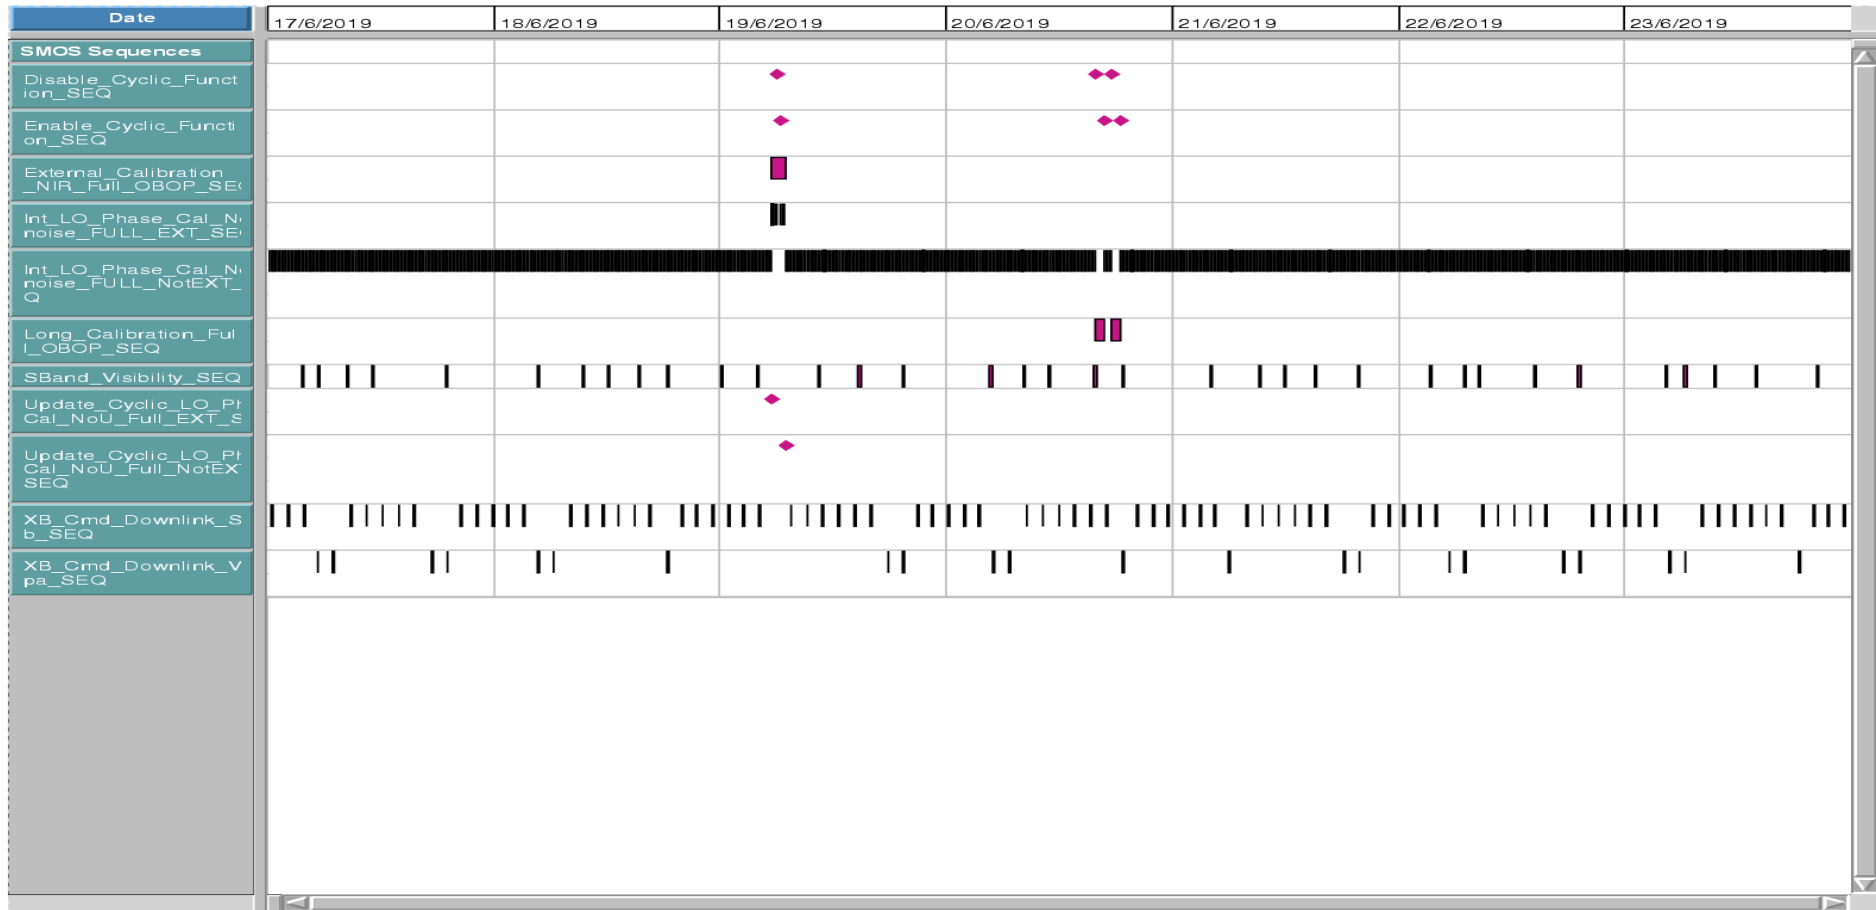 Date
17/6/2019
18/6/2019
19/6/2019
20/6/2019
21/6/2019
22/6/2019
23/6/2019
SMOS Sequences
Disable_Cyclic_Funct
ion_SEQ
Enable_Cyclic_Functi
on_SEQ
External_Calibration
_NIR_Full_OBOP_SE
Int_LO_Phase_Cal_N
noise_FULL_EXT_SE
Int_LO_Phase_Cal_N
noise_FULL_NotEXT_
Q
Long_Calibration_Ful
l_OBOP_SEQ
SBand_Visibility_SEQ
Update_Cyclic_LO_P
Cal_NoU_Full_EXT_S
Update_Cyclic_LO_P
Cal_NoU_Full_NotEX
SEQ
XB_Cmd_Downlink_S
b_SEQ
XB_Cmd_Downlink_V
pa_SEQ